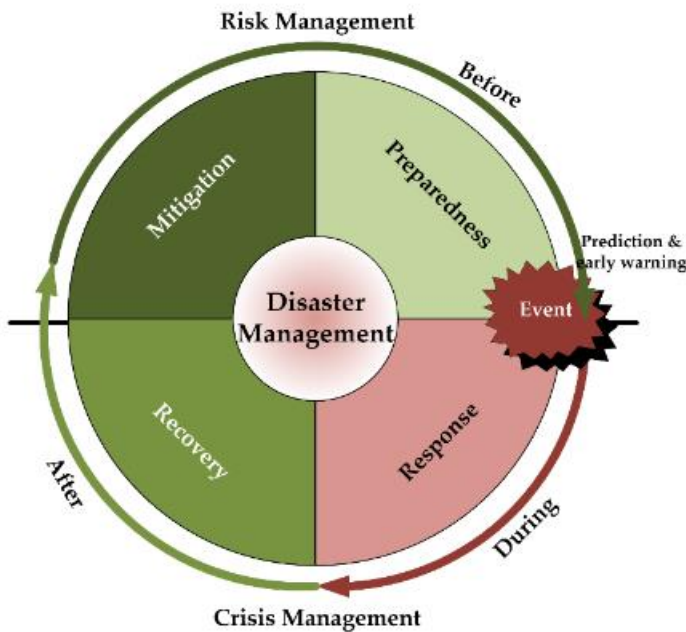 Risk Management
Before
Mitigation
Preparedness
Prediction &
early warning
Event
Disaster
Management
Recovery
Response
After
During
Crisis Management